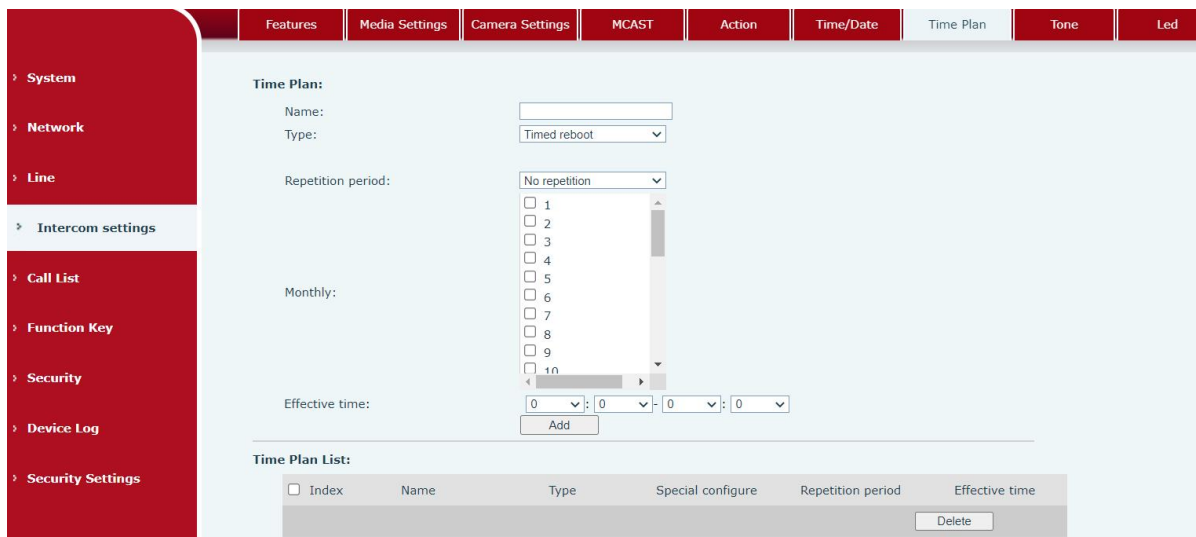 Features Media Settings Camera Settings MCAST Action Time/Date Time Plan Tone Led
System
Network
Line
Intercom settings
Call List
Function Key
Security
Device Log
Security Settings
Time Plan:
Name:
Type: Timed reboot
Repetition period: No repetition
Monthly:
1
2
3
4
5
6
7
8
9
10
Effective time: 0 : 0 - 0 : 0
Add
Time Plan List:
Index Name Type Special configure Repetition period Effective time
Delete